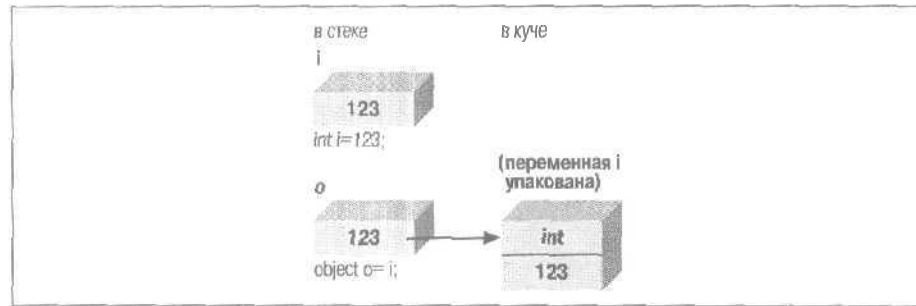 в стеке
в куче
i
123
int i=123;
(переменная i
упакована)
o
123
int
object o= i;
123